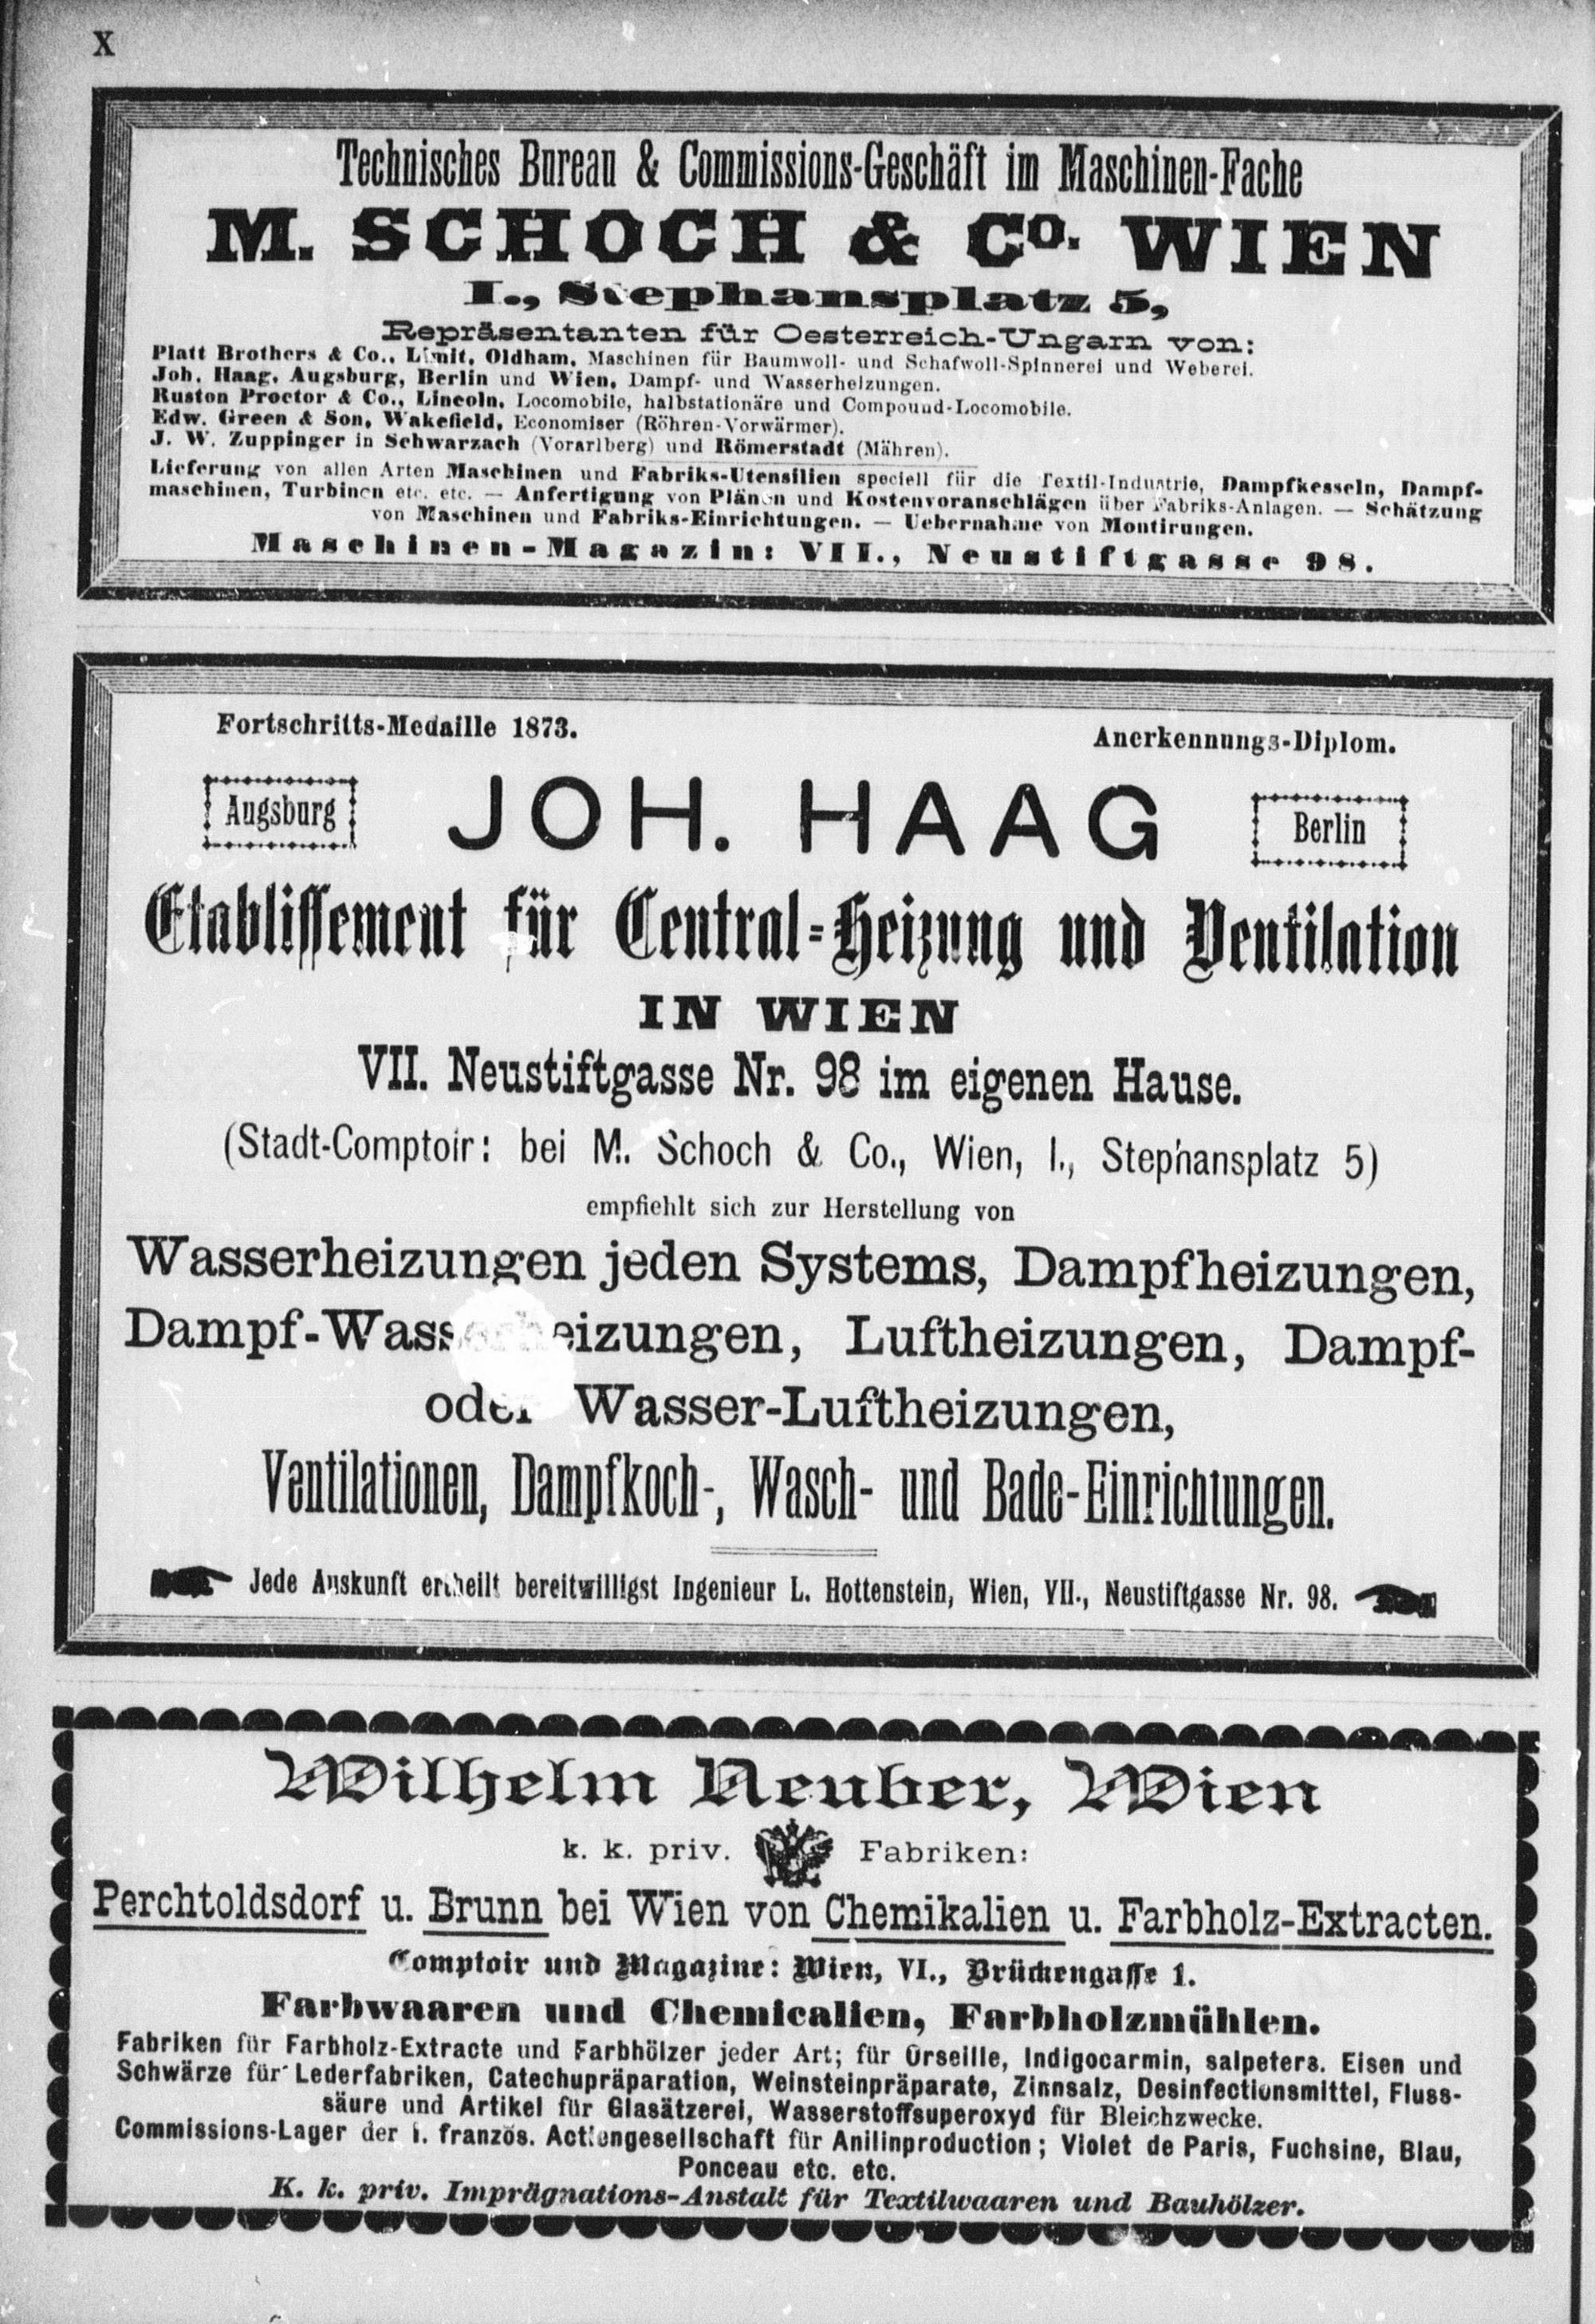 X
Technisches Bureau & Commissions-Geschäft im Maschinen-Fache
M. SCHOCH & Co. WIEN
I., Stephansplatz 5,
Repräsentanten für Oesterreich-Ungarn von:
Platt Brothers & Co., Limit, Oldham, Maschinen für Baumwoll- und Schafwoll-Spinnerei und Weberei.
Joh. Haag, Augsburg, Berlin und Wien, Dampf- und Wasserheizungen.
Ruston Proctor & Co., Lincoln, Locomobile, halbstationäre und Compound-Locomobile.
Edw. Green & Son, Wakefield, Economiser (Röhren-Vorwärmer).
J. W. Zuppinger in Schwarzach (Vorarlberg) und Römerstadt (Mähren).
Lieferung von allen Arten Maschinen und Fabriks-Utensilien speciell für die Textil-Industrie, Dampfkesseln, Dampf-
maschinen, Turbinen etc. etc. — Anfertigung von Plänen und Kostenvoranschlägen über Fabriks-Anlagen. — Schätzung
von Maschinen und Fabriks-Einrichtungen. — Uebernahme von Montirungen.
Maschinen-Magazin: VII., Neustiftgasse 98.
Fortschritts-Medaille 1873.
Anerkennungs-Diplom.
Augsburg
JOH. HAAG
Berlin
Etablissement für Central-Heizung und Ventilation
IN WIEN
VII. Neustiftgasse Nr. 98 im eigenen Hause.
(Stadt-Comptoir: bei M. Schoch & Co., Wien, I., Stephansplatz 5)
empfiehlt sich zur Herstellung von
Wasserheizungen jeden Systems, Dampfheizungen,
Dampf-Wasserheizungen, Luftheizungen, Dampf-
oder Wasser-Luftheizungen,
Ventilationen, Dampfkoch-, Wasch- und Bade-Einrichtungen.
Jede Auskunft ertheilt bereitwilligst Ingenieur L. Hottenstein, Wien, VII., Neustiftgasse Nr. 98.
Wilhelm Neuber, Wien
k. k. priv. Fabriken:
Perchtoldsdorf u. Brunn bei Wien von Chemikalien u. Farbholz-Extracten.
Comptoir und Magazine: Wien, VI., Brückengasse 1.
Farbwaaren und Chemicalien, Farbholzmühlen.
Fabriken für Farbholz-Extracte und Farbhölzer jeder Art; für Orseille, Indigocarmin, salpeters. Eisen und
Schwärze für Lederfabriken, Catechupräparation, Weinsteinpräparate, Zinnsalz, Desinfectionsmittel, Fluss-
säure und Artikel für Glasätzerei, Wasserstoffsuperoxyd für Bleichzwecke.
Commissions-Lager der I. französ. Actiengesellschaft für Anilinproduction; Violet de Paris, Fuchsine, Blau,
Ponceau etc. etc.
K. k. priv. Imprägnations-Anstalt für Textilwaaren und Bauhölzer.